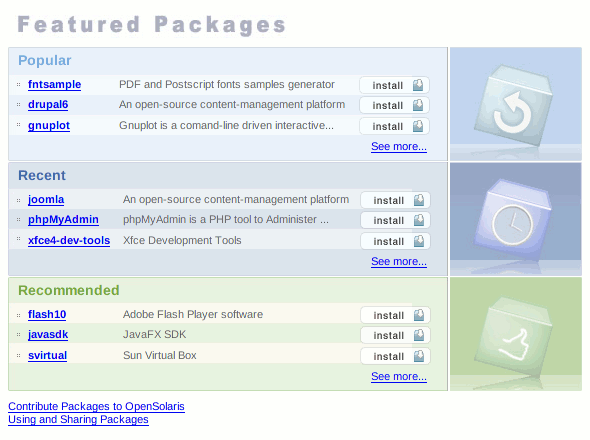 Featured Packages
Popular
fntsample PDF and Postscript fonts samples generator install
drupal6 An open-source content-management platform install
gnuplot Gnuplot is a comand-line driven interactive... install
See more...
Recent
joomla An open-source content-management platform install
phpMyAdmin phpMyAdmin is a PHP tool to Administer ... install
xfce4-dev-tools Xfce Development Tools install
See more...
Recommended
flash10 Adobe Flash Player software install
javasdk JavaFX SDK install
svirtual Sun Virtual Box install
See more...
Contribute Packages to OpenSolaris
Using and Sharing Packages